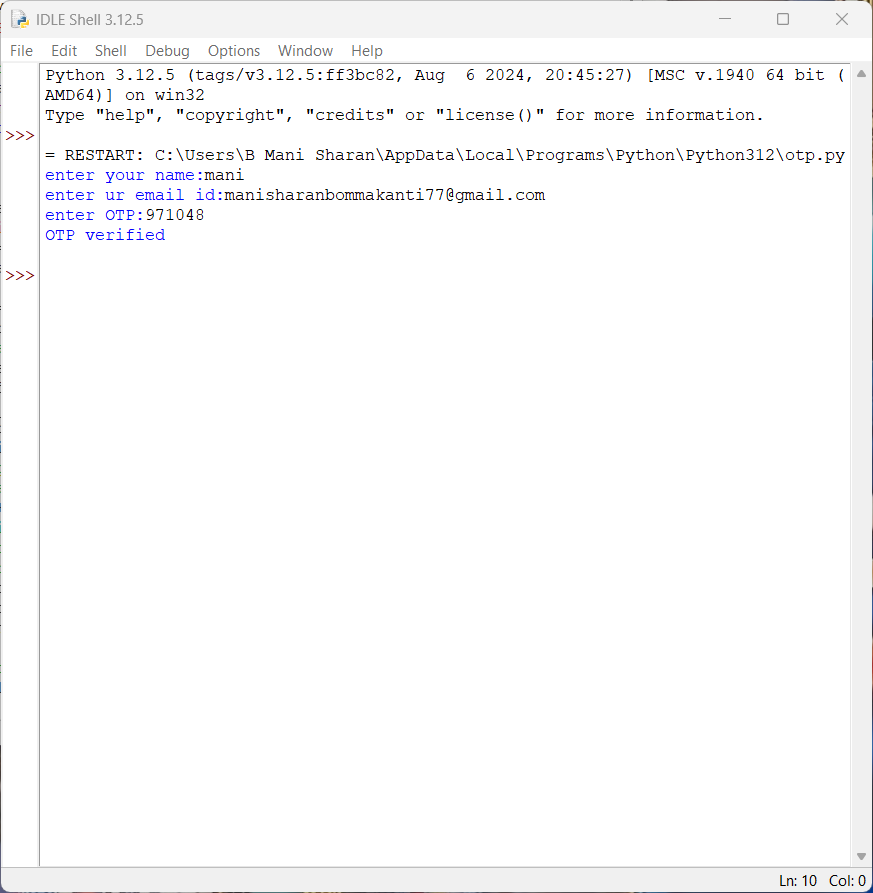 IDLE Shell 3.12.5
File Edit Shell Debug Options Window Help
Python 3.12.5 (tags/v3.12.5:ff3bc82, Aug  6 2024, 20:45:27) [MSC v.1940 64 bit (
AMD64)] on win32
Type "help", "copyright", "credits" or "license()" for more information.
>>>
= RESTART: C:\Users\B Mani Sharan\AppData\Local\Programs\Python\Python312\otp.py
enter your name:mani
enter ur email id:manisharanbommakanti77@gmail.com
enter OTP:971048
OTP verified
>>>
Ln: 10 Col: 0